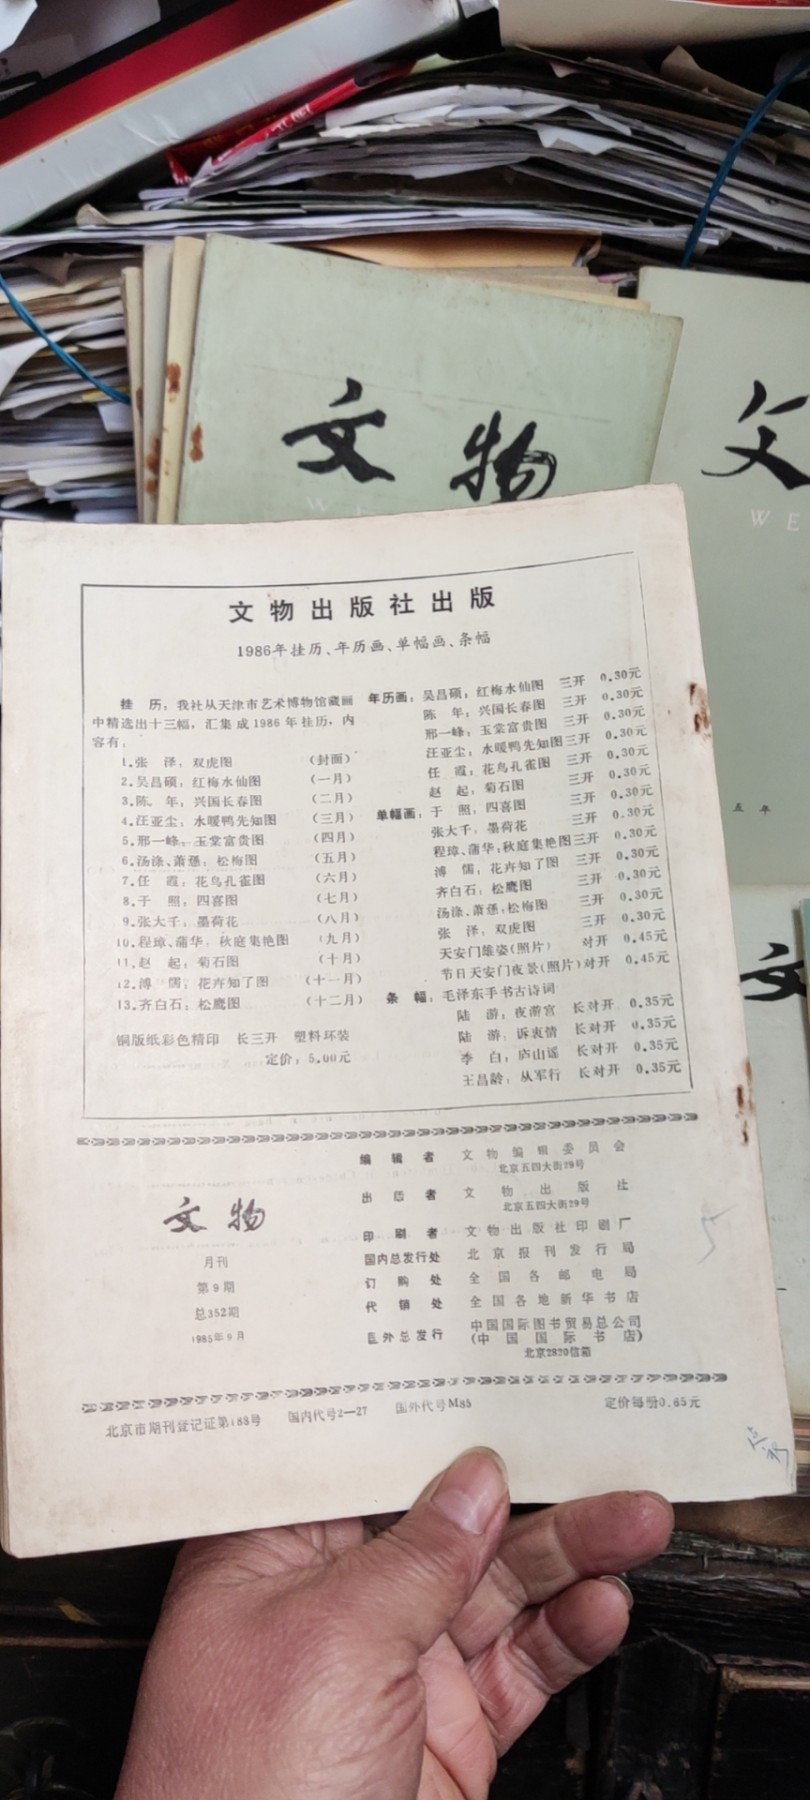 文物
WE
文
WE
五年
文
文物出版社出版
1986年挂历、年历画、单幅画、条幅
挂 历：我社从天津市艺术博物馆藏画
中精选出十三幅，汇集成1986年挂历，内
容有：
1.张 泽：双虎图 （封面）
2.吴昌硕：红梅水仙图 （一月）
3.陈 年：兴国长春图 （二月）
4.汪亚尘：水暖鸭先知图 （三月）
5.邢一峰：玉棠富贵图 （四月）
6.汤涤、萧愻：松梅图 （五月）
7.任 霞：花鸟孔雀图 （六月）
8.于 照：四喜图 （七月）
9.张大千：墨荷花 （八月）
10.程璋、蒲华：秋庭集艳图 （九月）
11.赵 起：菊石图 （十月）
12.溥 儒：花卉知了图 （十一月）
13.齐白石：松鹰图 （十二月）
铜版纸彩色精印 长三开 塑料环装
定价：5.00元
年历画：吴昌硕：红梅水仙图 三开 0.30元
陈 年：兴国长春图 三开 0.30元
邢一峰：玉棠富贵图 三开 0.30元
汪亚尘：水暖鸭先知图 三开 0.30元
任 霞：花鸟孔雀图 三开 0.30元
赵 起：菊石图 三开 0.30元
单幅画：于 照：四喜图 三开 0.30元
张大千：墨荷花 三开 0.30元
程璋、蒲华：秋庭集艳图 三开 0.30元
溥 儒：花卉知了图 三开 0.30元
齐白石：松鹰图 三开 0.30元
汤涤、萧愻：松梅图 三开 0.30元
张 泽：双虎图 三开 0.30元
天安门雄姿（照片） 对开 0.45元
节日天安门夜景（照片） 对开 0.45元
条 幅：毛泽东手书古诗词
陆 游：夜游宫 长对开 0.35元
陆 游：诉衷情 长对开 0.35元
李 白：庐山谣 长对开 0.35元
王昌龄：从军行 长对开 0.35元
文物
月刊
第9期
总352期
1985年9月
编辑者 文物编辑委员会
北京五四大街29号
出版者 文物出版社
北京五四大街29号
印刷者 文物出版社印刷厂
国内总发行处 北京报刊发行局
订购处 全国各邮电局
代销处 全国各地新华书店
国外总发行 中国国际图书贸易总公司
（中国国际书店）
北京2820信箱
北京市期刊登记证第188号 国内代号2—27 国外代号M85 定价每册0.65元
5